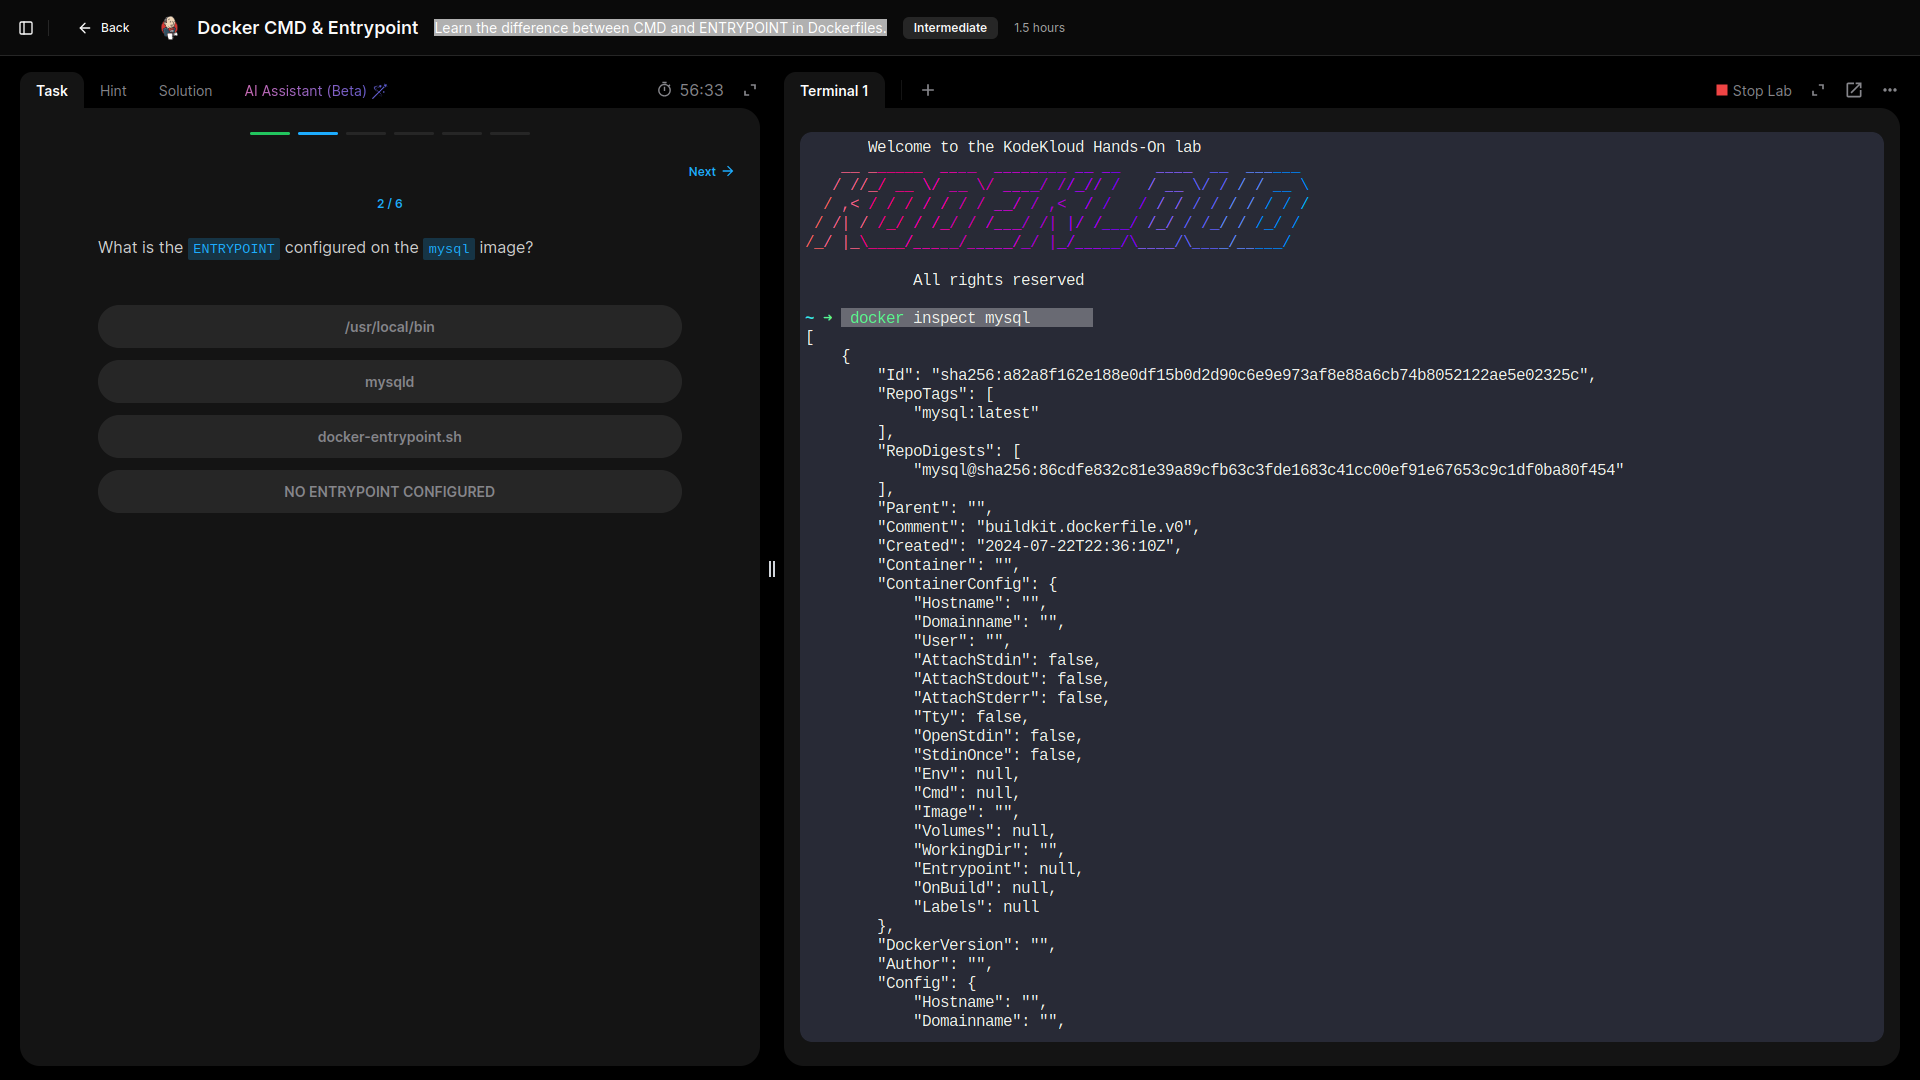 Back
Docker CMD & Entrypoint
Learn the difference between CMD and ENTRYPOINT in Dockerfiles.
Intermediate
1.5 hours
Task
Hint
Solution
AI Assistant (Beta)
56:33
Next
2 / 6
What is the ENTRYPOINT configured on the mysql image?
/usr/local/bin
mysqld
docker-entrypoint.sh
NO ENTRYPOINT CONFIGURED
Terminal 1
Stop Lab
Welcome to the KodeKloud Hands-On lab
KODEKLOUD
All rights reserved
~ ➜ docker inspect mysql
[
{
"Id": "sha256:a82a8f162e188e0df15b0d2d90c6e9e973af8e88a6cb74b8052122ae5e02325c",
"RepoTags": [
"mysql:latest"
],
"RepoDigests": [
"mysql@sha256:86cdfe832c81e39a89cfb63c3fde1683c41cc00ef91e67653c9c1df0ba80f454"
],
"Parent": "",
"Comment": "buildkit.dockerfile.v0",
"Created": "2024-07-22T22:36:10Z",
"Container": "",
"ContainerConfig": {
"Hostname": "",
"Domainname": "",
"User": "",
"AttachStdin": false,
"AttachStdout": false,
"AttachStderr": false,
"Tty": false,
"OpenStdin": false,
"StdinOnce": false,
"Env": null,
"Cmd": null,
"Image": "",
"Volumes": null,
"WorkingDir": "",
"Entrypoint": null,
"OnBuild": null,
"Labels": null
},
"DockerVersion": "",
"Author": "",
"Config": {
"Hostname": "",
"Domainname": "",